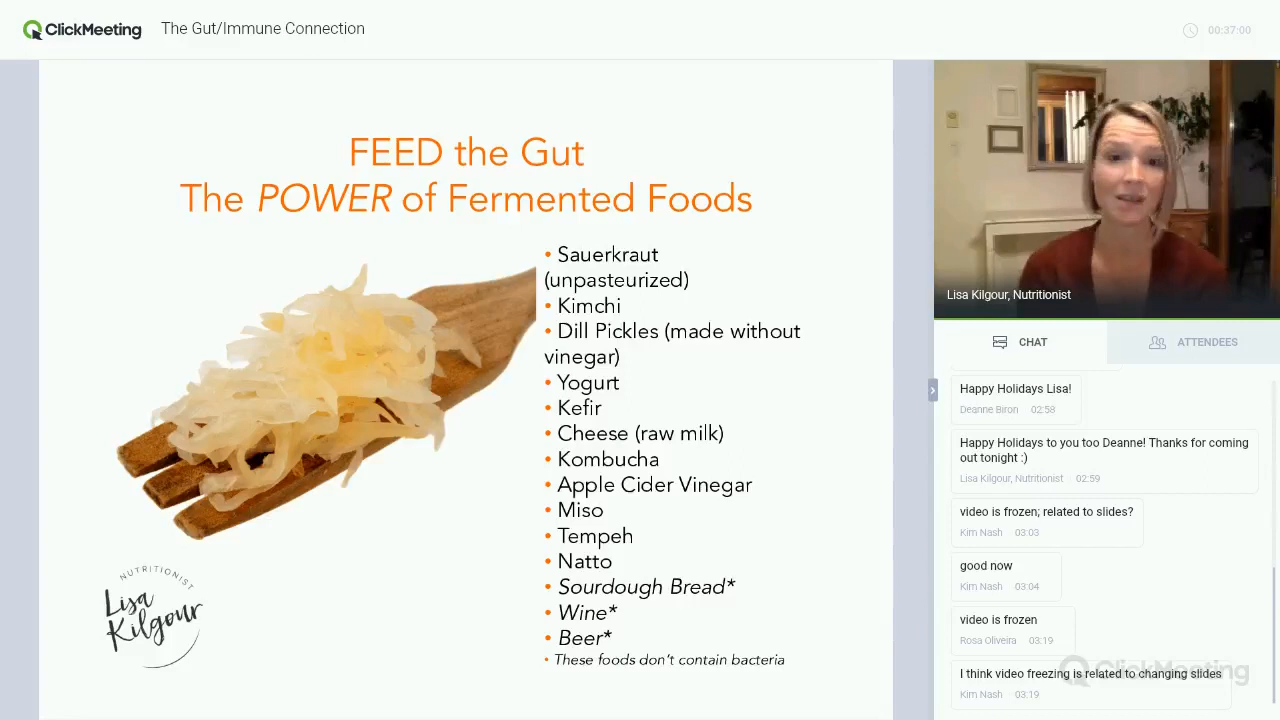 ClickMeeting
The Gut/Immune Connection
00:37:00
FEED the Gut
The POWER of Fermented Foods
• Sauerkraut
(unpasteurized)
• Kimchi
• Dill Pickles (made without
vinegar)
• Yogurt
• Kefir
• Cheese (raw milk)
• Kombucha
• Apple Cider Vinegar
• Miso
• Tempeh
• Natto
• Sourdough Bread*
• Wine*
• Beer*
• These foods don't contain bacteria
NUTRITIONIST
Lisa
Kilgour
Lisa Kilgour, Nutritionist
CHAT
ATTENDEES
Happy Holidays Lisa!
Deanne Biron 02:58
Happy Holidays to you too Deanne! Thanks for coming
out tonight :)
Lisa Kilgour, Nutritionist 02:59
video is frozen; related to slides?
Kim Nash 03:03
good now
Kim Nash 03:04
video is frozen
Rosa Oliveira 03:19
I think video freezing is related to changing slides
Kim Nash 03:19
ClickMeeting